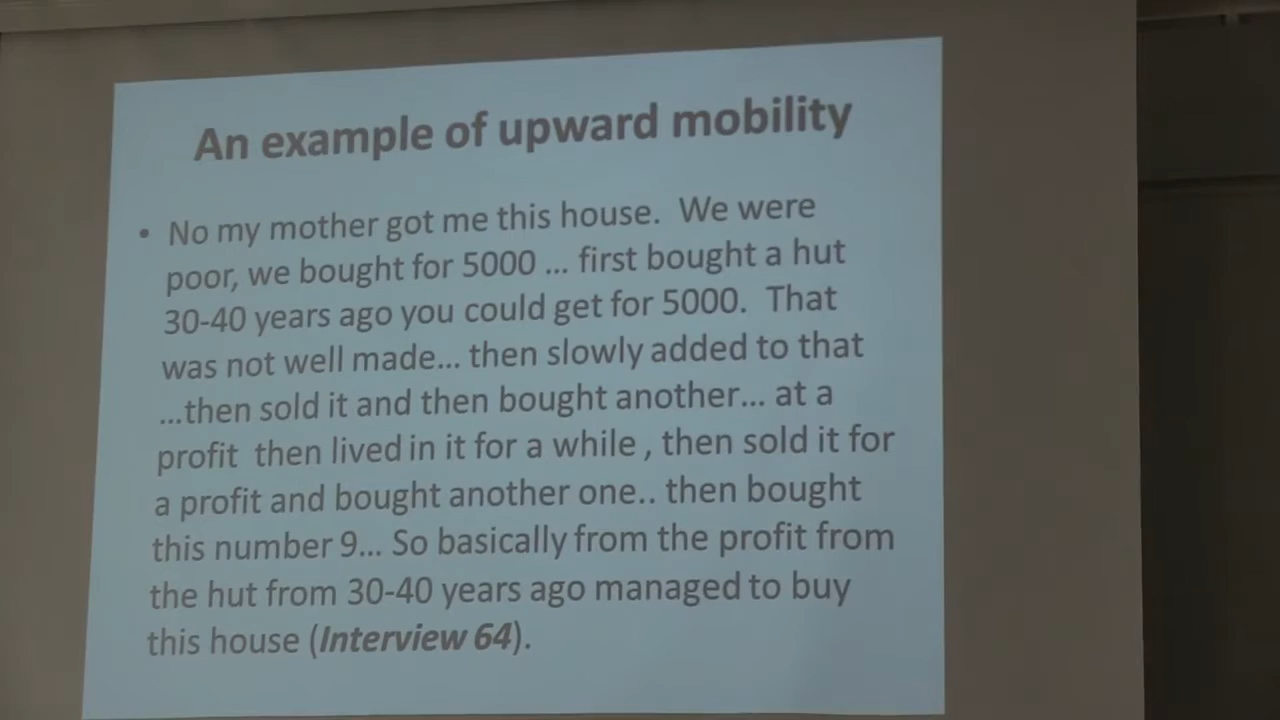 An example of upward mobility
• No my mother got me this house.  We were
poor, we bought for 5000 ... first bought a hut
30-40 years ago you could get for 5000.  That
was not well made... then slowly added to that
...then sold it and then bought another... at a
profit  then lived in it for a while , then sold it for
a profit and bought another one.. then bought
this number 9... So basically from the profit from
the hut from 30-40 years ago managed to buy
this house (Interview 64).